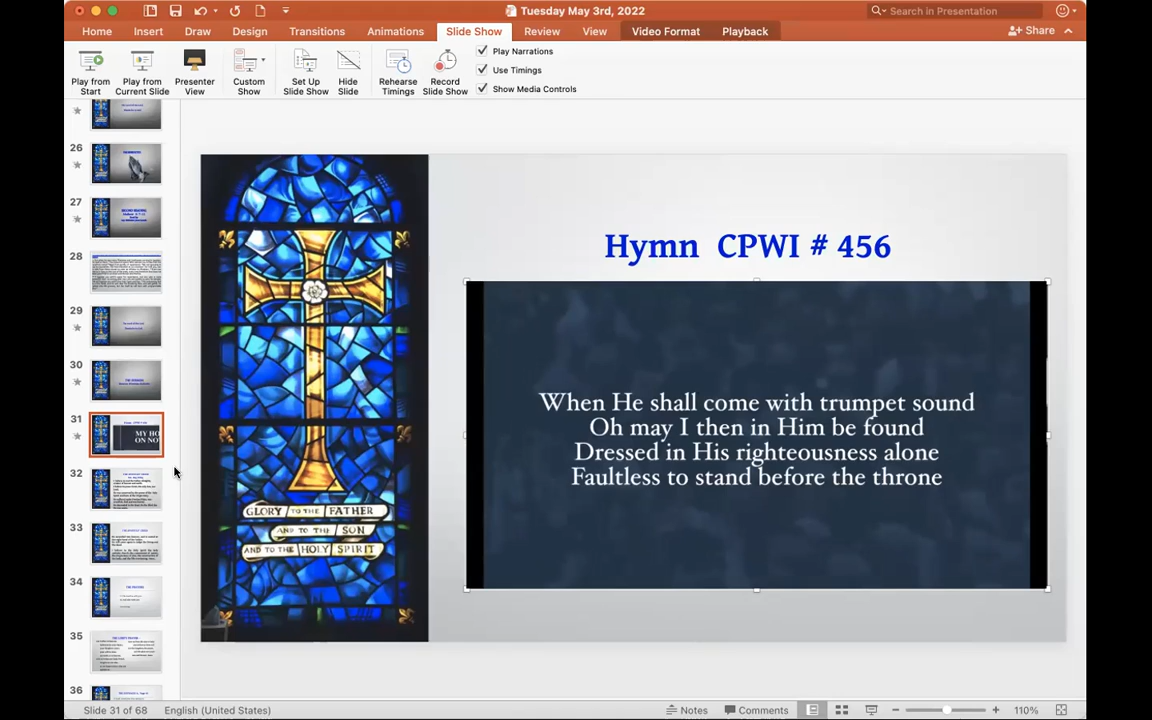 Tuesday May 3rd, 2022
Search in Presentation
Home Insert Draw Design Transitions Animations Slide Show Review View Video Format Playback Share
Play from Start
Play from Current Slide
Presenter View
Custom Show
Set Up Slide Show
Hide Slide
Rehearse Timings
Record Slide Show
Play Narrations
Use Timings
Show Media Controls
26
27
28
29
30
31
MY HO
ON NO
32
33
34
35
36
Hymn CPWI # 456
When He shall come with trumpet sound
Oh may I then in Him be found
Dressed in His righteousness alone
Faultless to stand before the throne
GLORY TO THE FATHER
AND TO THE SON
AND TO THE HOLY SPIRIT
Slide 31 of 68 English (United States) Notes Comments 110%